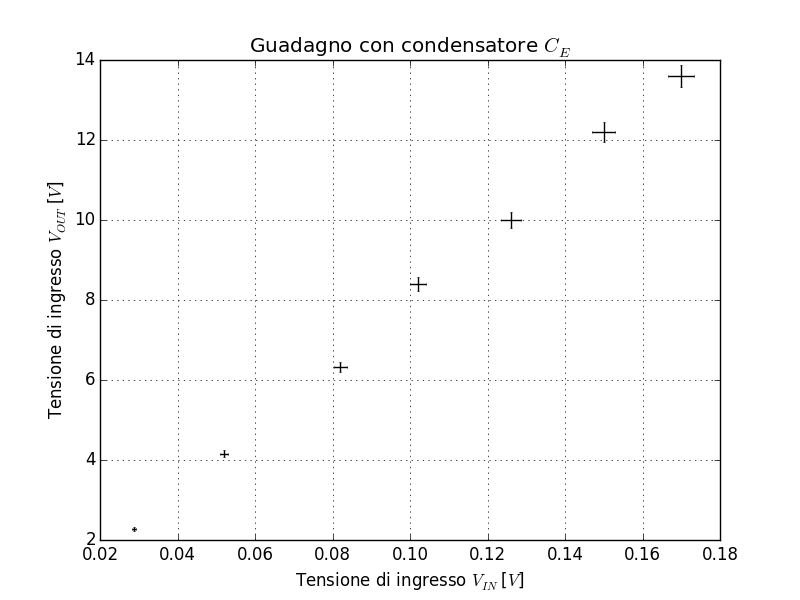 Guadagno con condensatore C_E
14
12
10
8
6
4
2
Tensione di ingresso V_OUT [V]
0.02 0.04 0.06 0.08 0.10 0.12 0.14 0.16 0.18
Tensione di ingresso V_IN [V]